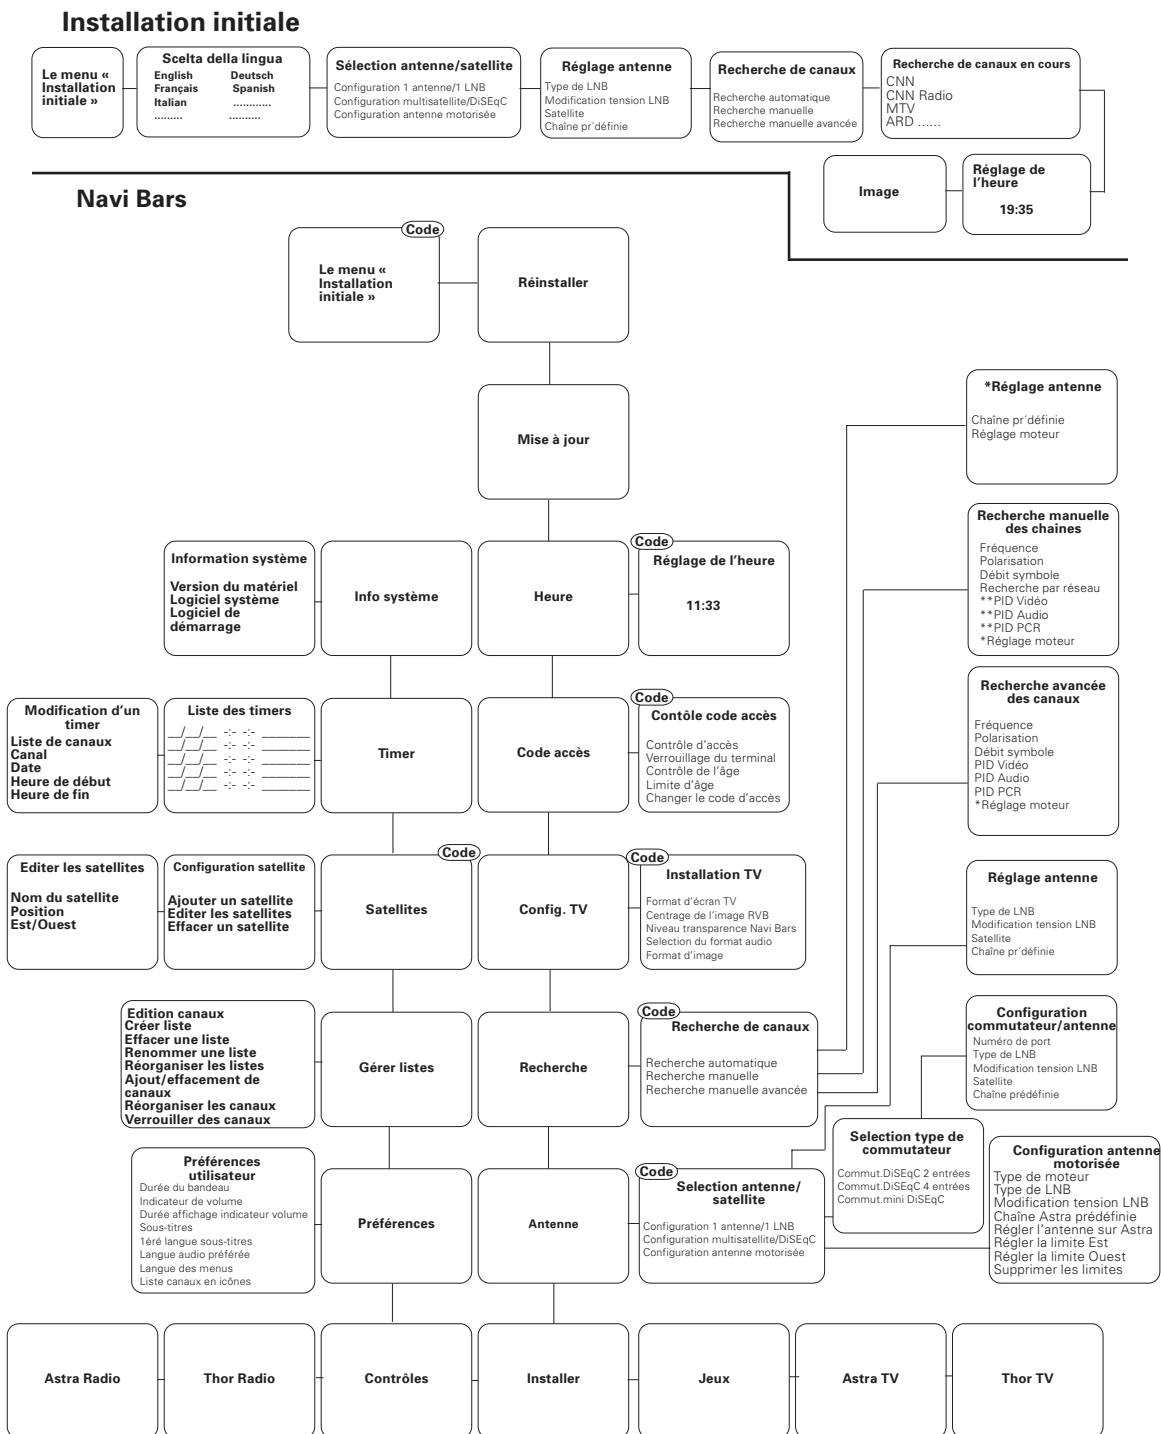 Installation initiale
Le menu «
Installation
initiale »
Scelta della lingua
English Deutsch
Français Spanish
Italian ............
......... ..........
Sélection antenne/satellite
Configuration 1 antenne/1 LNB
Configuration multisatellite/DiSEqC
Configuration antenne motorisée
Réglage antenne
Type de LNB
Modification tension LNB
Satellite
Chaîne pr´définie
Recherche de canaux
Recherche automatique
Recherche manuelle
Recherche manuelle avancée
Recherche de canaux en cours
CNN
CNN Radio
MTV
ARD ......
Image
Réglage de
l'heure
19:35
Navi Bars
Code
Le menu «
Installation
initiale »
Réinstaller
Mise à jour
*Réglage antenne
Chaîne pr´définie
Réglage moteur
Recherche manuelle
des chaines
Fréquence
Polarisation
Débit symbole
Recherche par réseau
**PID Vidéo
**PID Audio
**PID PCR
*Réglage moteur
Information système
Version du matériel
Logiciel système
Logiciel de
démarrage
Info système
Heure
Code
Réglage de l'heure
11:33
Recherche avancée
des canaux
Fréquence
Polarisation
Débit symbole
PID Vidéo
PID Audio
PID PCR
*Réglage moteur
Modification d'un
timer
Liste de canaux
Canal
Date
Heure de début
Heure de fin
Liste des timers
__/__/__ -:- -:- _______
__/__/__ -:- -:- _______
__/__/__ -:- -:- _______
__/__/__ -:- -:- _______
__/__/__ -:- -:- _______
Timer
Code accès
Code
Contôle code accès
Contrôle d'accès
Verrouillage du terminal
Contrôle de l'âge
Limite d'âge
Changer le code d'accès
Editer les satellites
Nom du satellite
Position
Est/Ouest
Configuration satellite
Ajouter un satellite
Editer les satellites
Effacer un satellite
Code
Satellites
Config. TV
Code
Installation TV
Format d'écran TV
Centrage de l'image RVB
Niveau transparence Navi Bars
Selection du format audio
Format d'image
Réglage antenne
Type de LNB
Modification tension LNB
Satellite
Chaîne pr´définie
Edition canaux
Créer liste
Effacer une liste
Renommer une liste
Réorganiser les listes
Ajout/effacement de
canaux
Réorganiser les canaux
Verrouiller des canaux
Gérer listes
Recherche
Code
Recherche de canaux
Recherche automatique
Recherche manuelle
Recherche manuelle avancée
Configuration
commutateur/antenne
Numéro de port
Type de LNB
Modification tension LNB
Satellite
Chaîne prédéfinie
Préférences
utilisateur
Durée du bandeau
Indicateur de volume
Durée affichage indicateur volume
Sous-titres
1éré langue sous-titres
Langue audio préférée
Langue des menus
Liste canaux en icônes
Préférences
Antenne
Code
Selection antenne/
satellite
Configuration 1 antenne/1 LNB
Configuration multisatellite/DiSEqC
Configuration antenne motorisée
Selection type de
commutateur
Commut.DiSEqC 2 entrées
Commut.DiSEqC 4 entrées
Commut.mini DiSEqC
Configuration antenne
motorisée
Type de moteur
Type de LNB
Modification tension LNB
Chaîne Astra prédéfinie
Régler l'antenne sur Astra
Régler la limite Est
Régler la limite Ouest
Supprimer les limites
Astra Radio
Thor Radio
Contrôles
Installer
Jeux
Astra TV
Thor TV